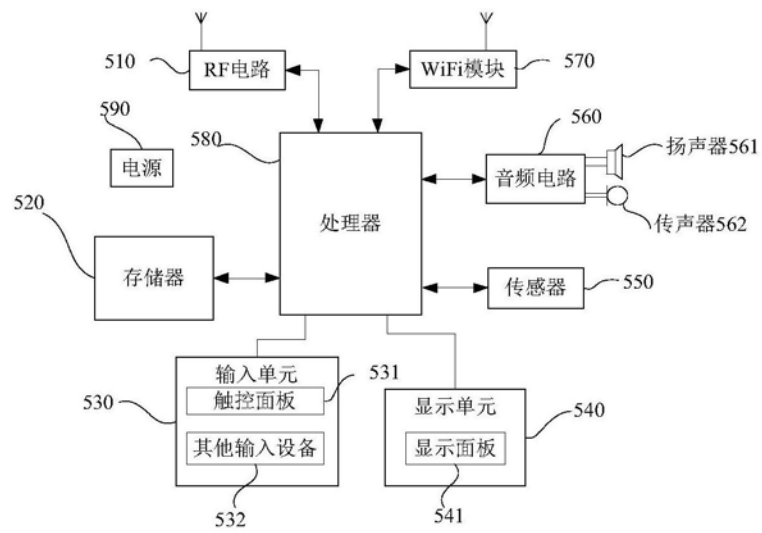 510
RF电路
WiFi模块
570
590
电源
580
处理器
560
音频电路
扬声器561
传声器562
520
存储器
传感器
550
输入单元
触控面板
531
530
其他输入设备
532
显示单元
540
显示面板
541